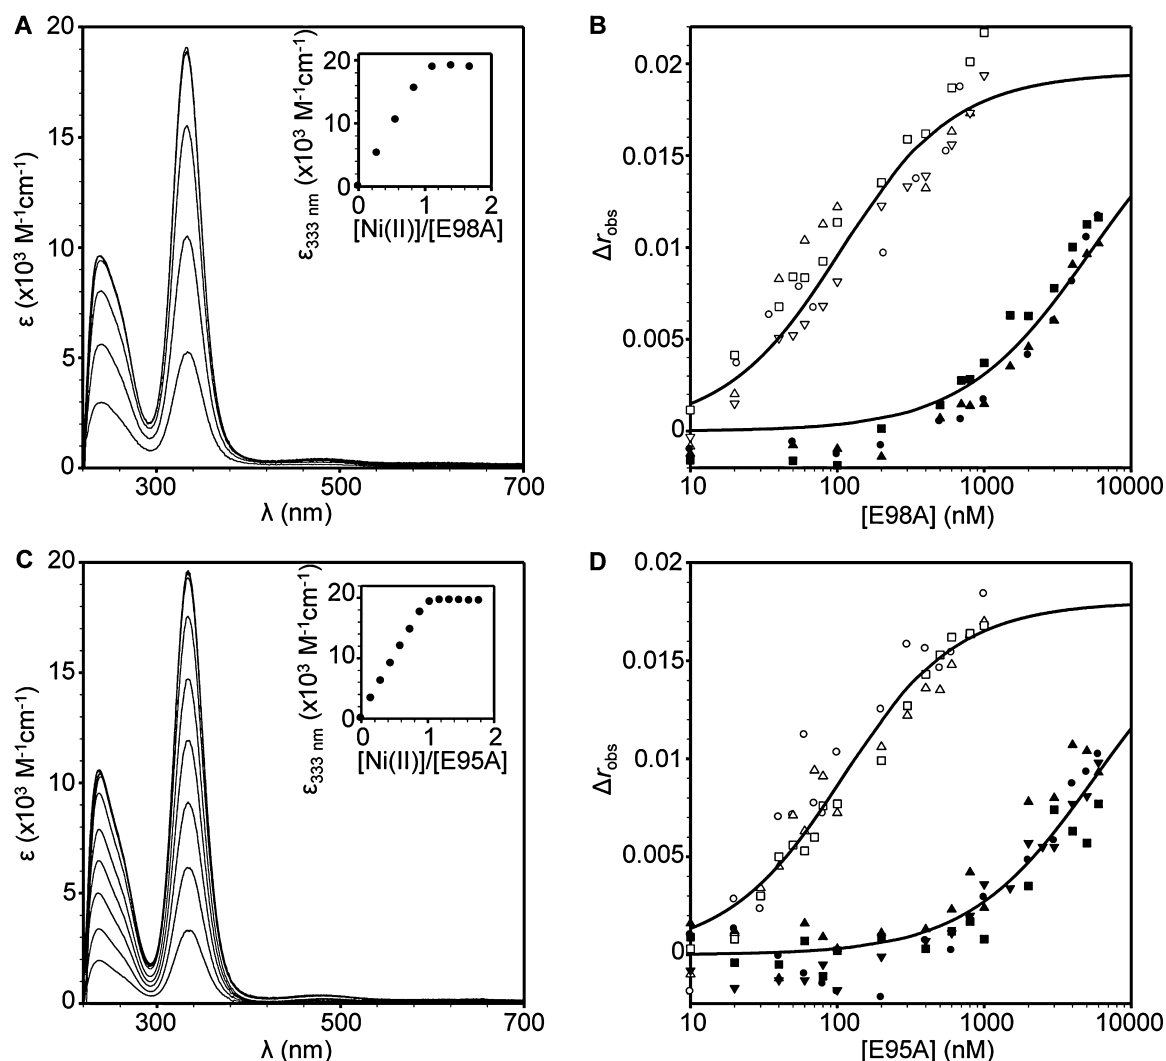 A
20
15
10
5
0
ε (x10³ M⁻¹cm⁻¹)
300
500
700
λ (nm)
20
10
0
ε₃₃₃ nm (x10³ M⁻¹cm⁻¹)
0
1
2
[Ni(II)]/[E98A]
B
0.02
0.015
0.01
0.005
0
Δr_obs
10
100
1000
10000
[E98A] (nM)
C
20
15
10
5
0
ε (x10³ M⁻¹cm⁻¹)
300
500
700
λ (nm)
20
10
0
ε₃₃₃ nm (x10³ M⁻¹cm⁻¹)
0
1
2
[Ni(II)]/[E95A]
D
0.02
0.015
0.01
0.005
0
Δr_obs
10
100
1000
10000
[E95A] (nM)